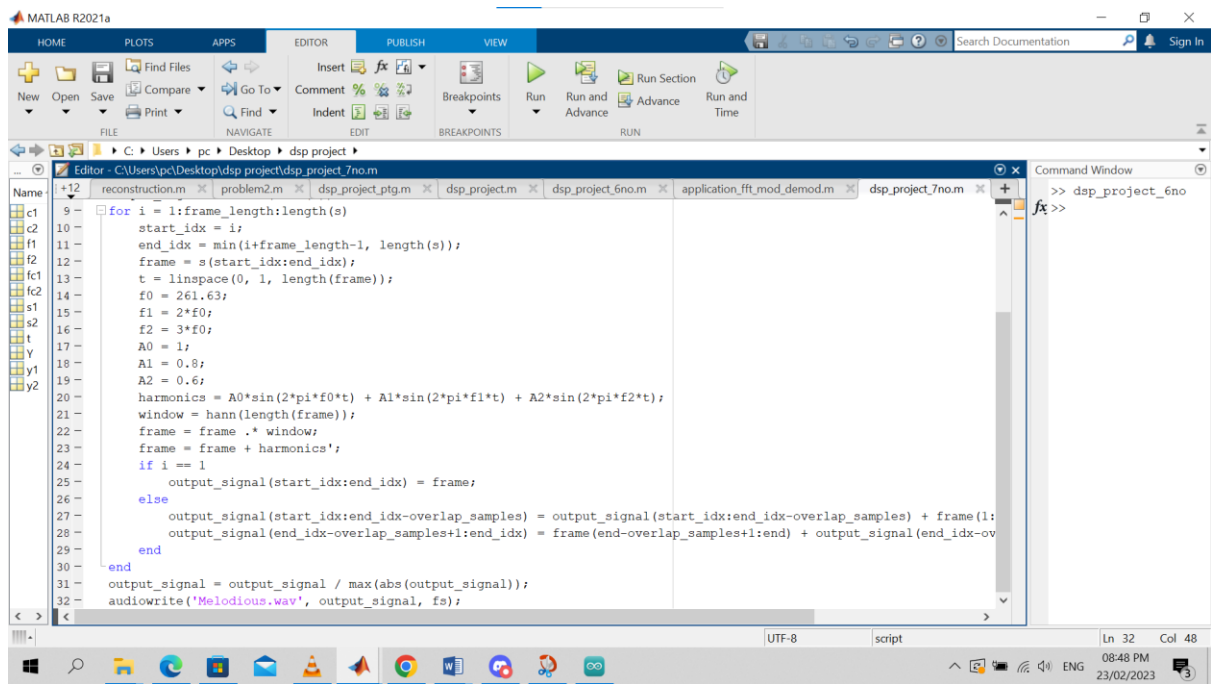 MATLAB R2021a
HOME PLOTS APPS EDITOR PUBLISH VIEW Search Documentation Sign In
Find Files Insert fx
New Open Save Compare Go To Comment % Breakpoints Run Run and Advance Run Section Advance Run and Time
Print Find Indent
FILE NAVIGATE EDIT BREAKPOINTS RUN
C: Users pc Desktop dsp project
Editor - C:\Users\pc\Desktop\dsp project\dsp_project_7no.m Command Window
Name +12 reconstruction.m problem2.m dsp_project_ptg.m dsp_project.m dsp_project_6no.m application_fft_mod_demod.m dsp_project_7no.m
>> dsp_project_6no
fx >>
c1
c2
f1
f2
fc1
fc2
s1
s2
t
Y
y1
y2
9 for i = 1:frame_length:length(s)
10 start_idx = i;
11 end_idx = min(i+frame_length-1, length(s));
12 frame = s(start_idx:end_idx);
13 t = linspace(0, 1, length(frame));
14 f0 = 261.63;
15 f1 = 2*f0;
16 f2 = 3*f0;
17 A0 = 1;
18 A1 = 0.8;
19 A2 = 0.6;
20 harmonics = A0*sin(2*pi*f0*t) + A1*sin(2*pi*f1*t) + A2*sin(2*pi*f2*t);
21 window = hann(length(frame));
22 frame = frame .* window;
23 frame = frame + harmonics';
24 if i == 1
25 output_signal(start_idx:end_idx) = frame;
26 else
27 output_signal(start_idx:end_idx-overlap_samples) = output_signal(start_idx:end_idx-overlap_samples) + frame(1:
28 output_signal(end_idx-overlap_samples+1:end_idx) = frame(end-overlap_samples+1:end) + output_signal(end_idx-ov
29 end
30 end
31 output_signal = output_signal / max(abs(output_signal));
32 audiowrite('Melodious.wav', output_signal, fs);
UTF-8 script Ln 32 Col 48
ENG 08:48 PM
23/02/2023
3